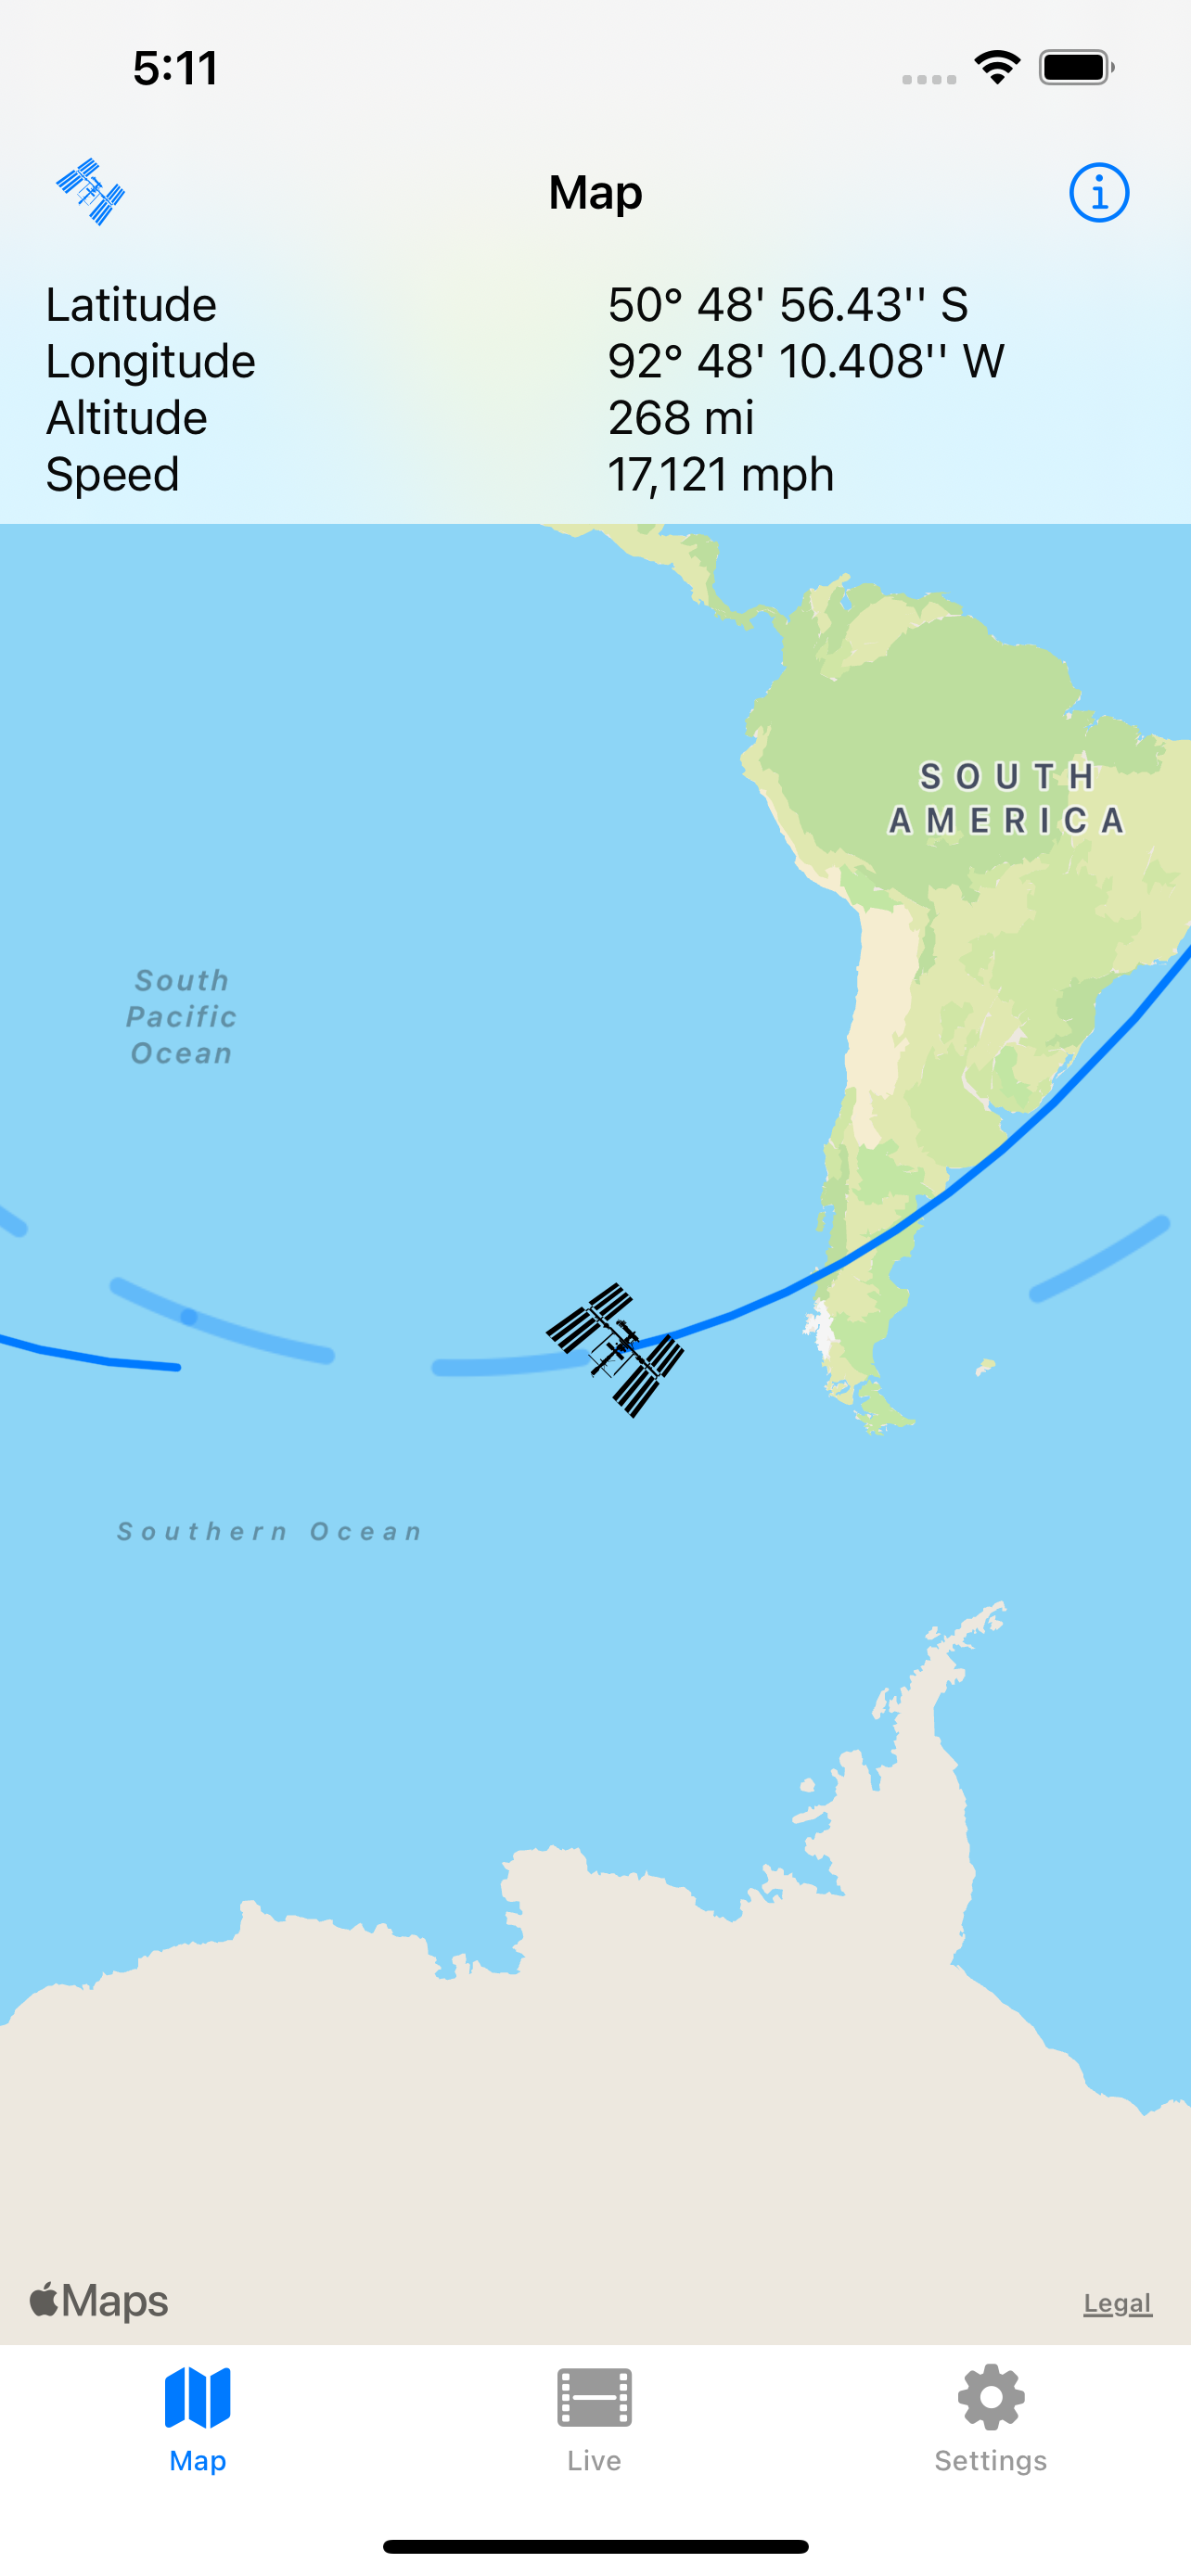 5:11
Map
Latitude 50° 48' 56.43'' S
Longitude 92° 48' 10.408'' W
Altitude 268 mi
Speed 17,121 mph
SOUTH
AMERICA
South
Pacific
Ocean
Southern Ocean
Maps
Legal
Map Live Settings